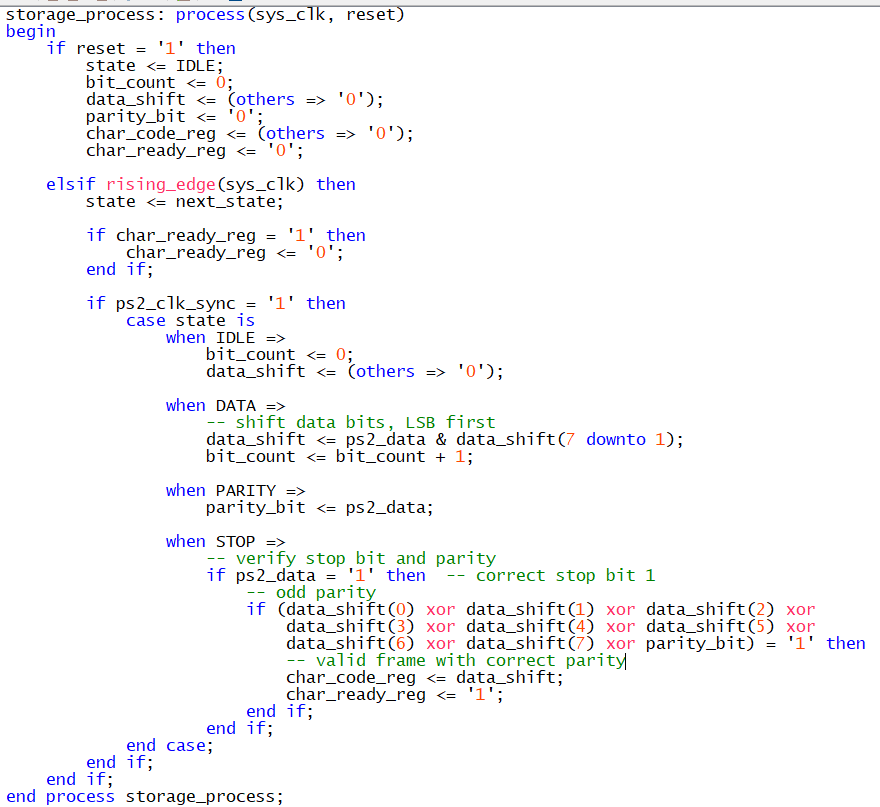 storage_process: process(sys_clk, reset)
begin
    if reset = '1' then
        state <= IDLE;
        bit_count <= 0;
        data_shift <= (others => '0');
        parity_bit <= '0';
        char_code_reg <= (others => '0');
        char_ready_reg <= '0';

    elsif rising_edge(sys_clk) then
        state <= next_state;

        if char_ready_reg = '1' then
            char_ready_reg <= '0';
        end if;

        if ps2_clk_sync = '1' then
            case state is
                when IDLE =>
                    bit_count <= 0;
                    data_shift <= (others => '0');

                when DATA =>
                    -- shift data bits, LSB first
                    data_shift <= ps2_data & data_shift(7 downto 1);
                    bit_count <= bit_count + 1;

                when PARITY =>
                    parity_bit <= ps2_data;

                when STOP =>
                    -- verify stop bit and parity
                    if ps2_data = '1' then  -- correct stop bit 1
                        -- odd parity
                        if (data_shift(0) xor data_shift(1) xor data_shift(2) xor
                            data_shift(3) xor data_shift(4) xor data_shift(5) xor
                            data_shift(6) xor data_shift(7) xor parity_bit) = '1' then
                            -- valid frame with correct parity
                            char_code_reg <= data_shift;
                            char_ready_reg <= '1';
                        end if;
                    end if;
            end case;
        end if;
    end if;
end process storage_process;